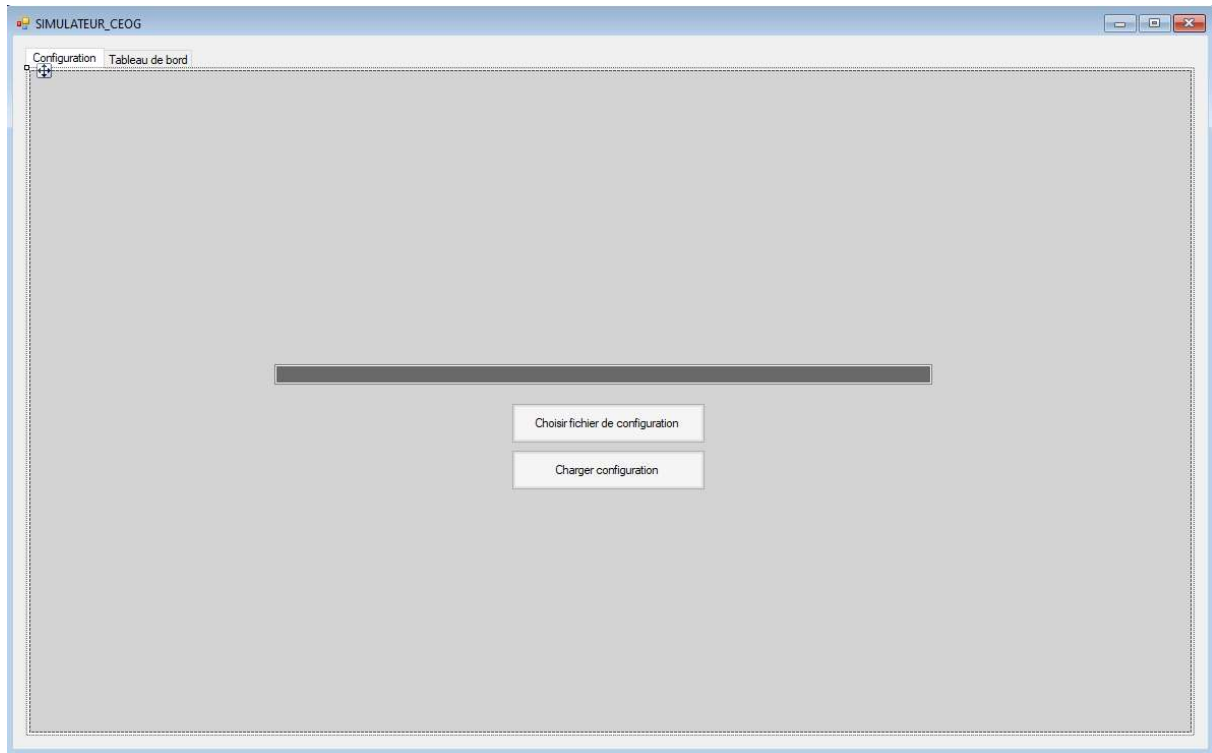 SIMULATEUR_CEOG
Configuration Tableau de bord
Choisir fichier de configuration
Charger configuration